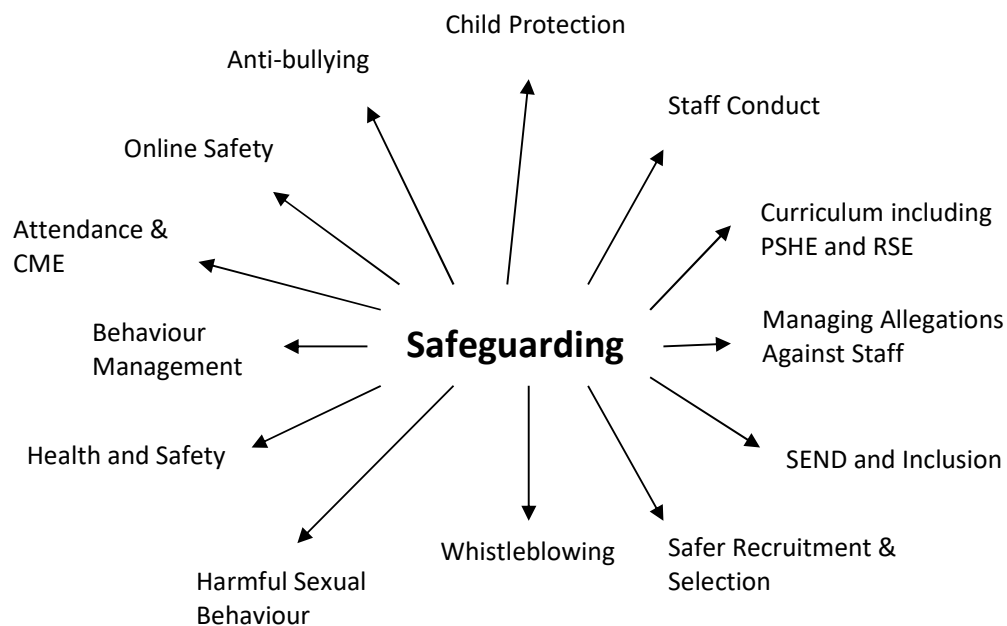 Child Protection
Anti-bullying
Staff Conduct
Online Safety
Curriculum including
PSHE and RSE
Attendance &
CME
Managing Allegations
Against Staff
Behaviour
Management
Safeguarding
Health and Safety
SEND and Inclusion
Whistleblowing
Safer Recruitment &
Selection
Harmful Sexual
Behaviour